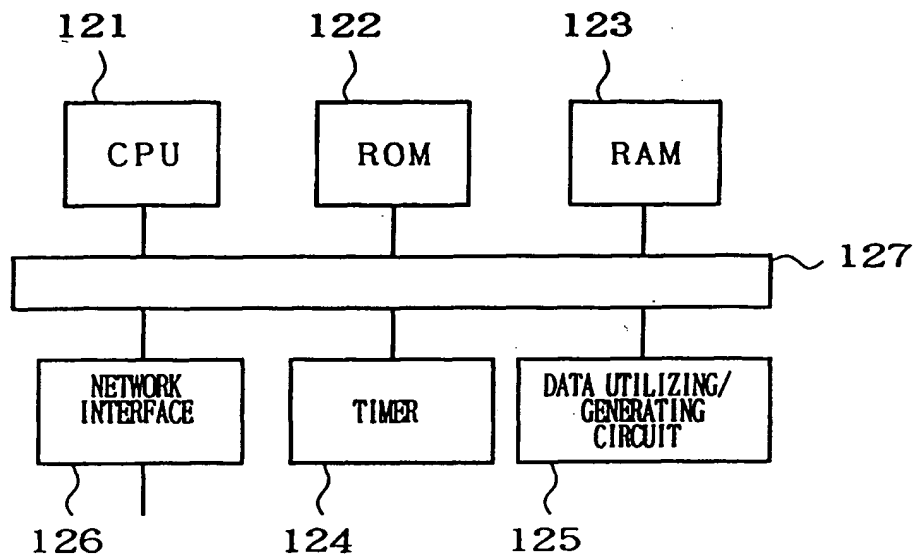 121 122 123
CPU ROM RAM
127
NETWORK
INTERFACE
TIMER
DATA UTILIZING/
GENERATING
CIRCUIT
126 124 125